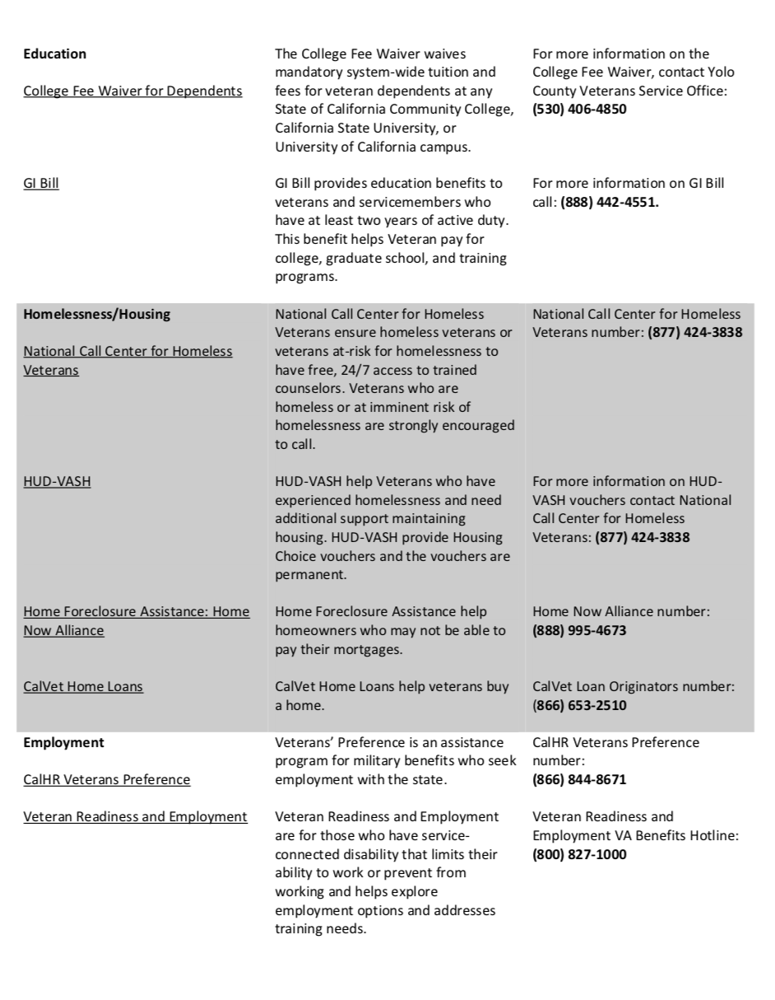 Education
College Fee Waiver for Dependents
The College Fee Waiver waives
mandatory system-wide tuition and
fees for veteran dependents at any
State of California Community College,
California State University, or
University of California campus.
For more information on the
College Fee Waiver, contact Yolo
County Veterans Service Office:
(530) 406-4850
GI Bill
GI Bill provides education benefits to
veterans and servicemembers who
have at least two years of active duty.
This benefit helps Veteran pay for
college, graduate school, and training
programs.
For more information on GI Bill
call: (888) 442-4551.
Homelessness/Housing
National Call Center for Homeless
Veterans
National Call Center for Homeless
Veterans ensure homeless veterans or
veterans at-risk for homelessness to
have free, 24/7 access to trained
counselors. Veterans who are
homeless or at imminent risk of
homelessness are strongly encouraged
to call.
National Call Center for Homeless
Veterans number: (877) 424-3838
HUD-VASH
HUD-VASH help Veterans who have
experienced homelessness and need
additional support maintaining
housing. HUD-VASH provide Housing
Choice vouchers and the vouchers are
permanent.
For more information on HUD-
VASH vouchers contact National
Call Center for Homeless
Veterans: (877) 424-3838
Home Foreclosure Assistance: Home
Now Alliance
Home Foreclosure Assistance help
homeowners who may not be able to
pay their mortgages.
Home Now Alliance number:
(888) 995-4673
CalVet Home Loans
CalVet Home Loans help veterans buy
a home.
CalVet Loan Originators number:
(866) 653-2510
Employment
CalHR Veterans Preference
Veterans’ Preference is an assistance
program for military benefits who seek
employment with the state.
CalHR Veterans Preference
number:
(866) 844-8671
Veteran Readiness and Employment
Veteran Readiness and Employment
are for those who have service-
connected disability that limits their
ability to work or prevent from
working and helps explore
employment options and addresses
training needs.
Veteran Readiness and
Employment VA Benefits Hotline:
(800) 827-1000